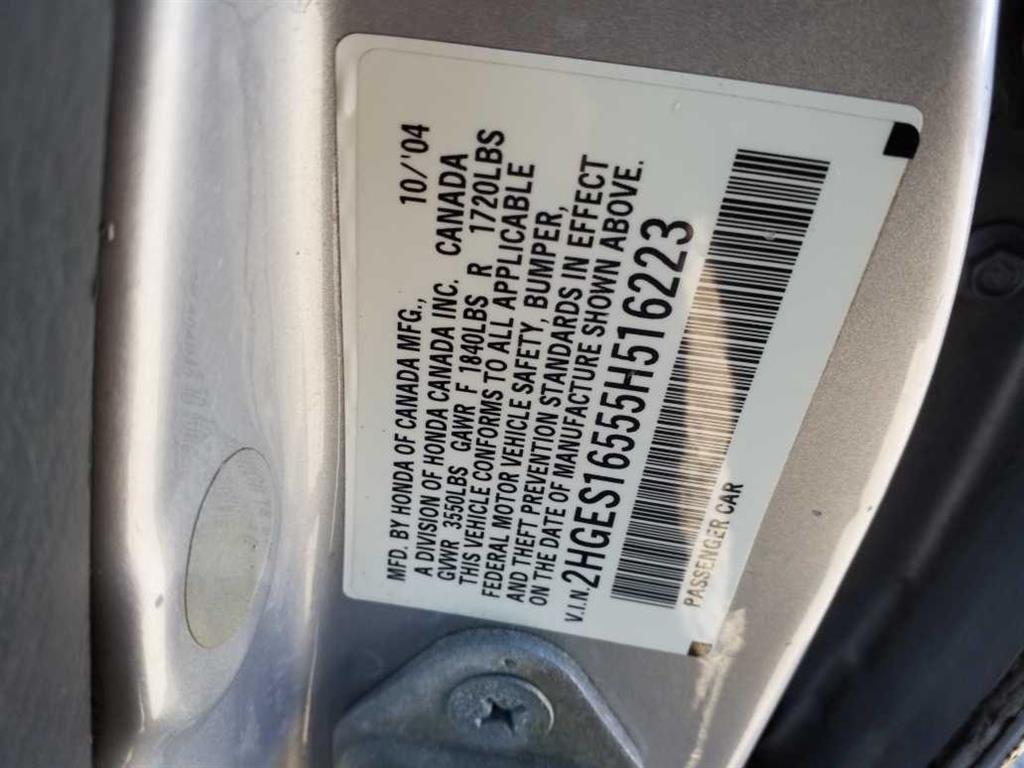 MFD. BY HONDA OF CANADA MFG., 10/'04
A DIVISION OF HONDA CANADA INC. CANADA
GVWR 3550LBS GAWR F 1840LBS R 1720LBS
THIS VEHICLE CONFORMS TO ALL APPLICABLE
FEDERAL MOTOR VEHICLE SAFETY, BUMPER,
AND THEFT PREVENTION STANDARDS IN EFFECT
ON THE DATE OF MANUFACTURE SHOWN ABOVE.
V.I.N. 2HGES16555H516223
PASSENGER CAR